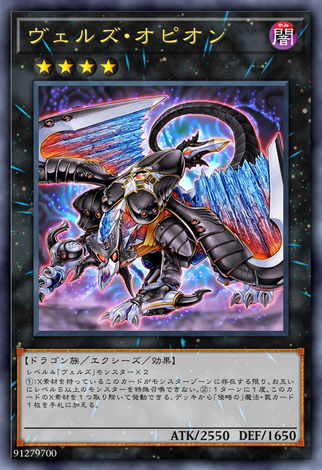 ヴェルズ・オピオン
やみ
闇
【ドラゴン族／エクシーズ／効果】
レベル４「ヴェルズ」モンスター×２
①：X素材を持っているこのカードがモンスターゾーンに存在する限り、お互い
にレベル５以上のモンスターを特殊召喚できない。②：１ターンに１度、このカ
ードのX素材を１つ取り除いて発動できる。デッキから「侵略の」魔法・罠カード
１枚を手札に加える。
ATK/2550 DEF/1650
91279700